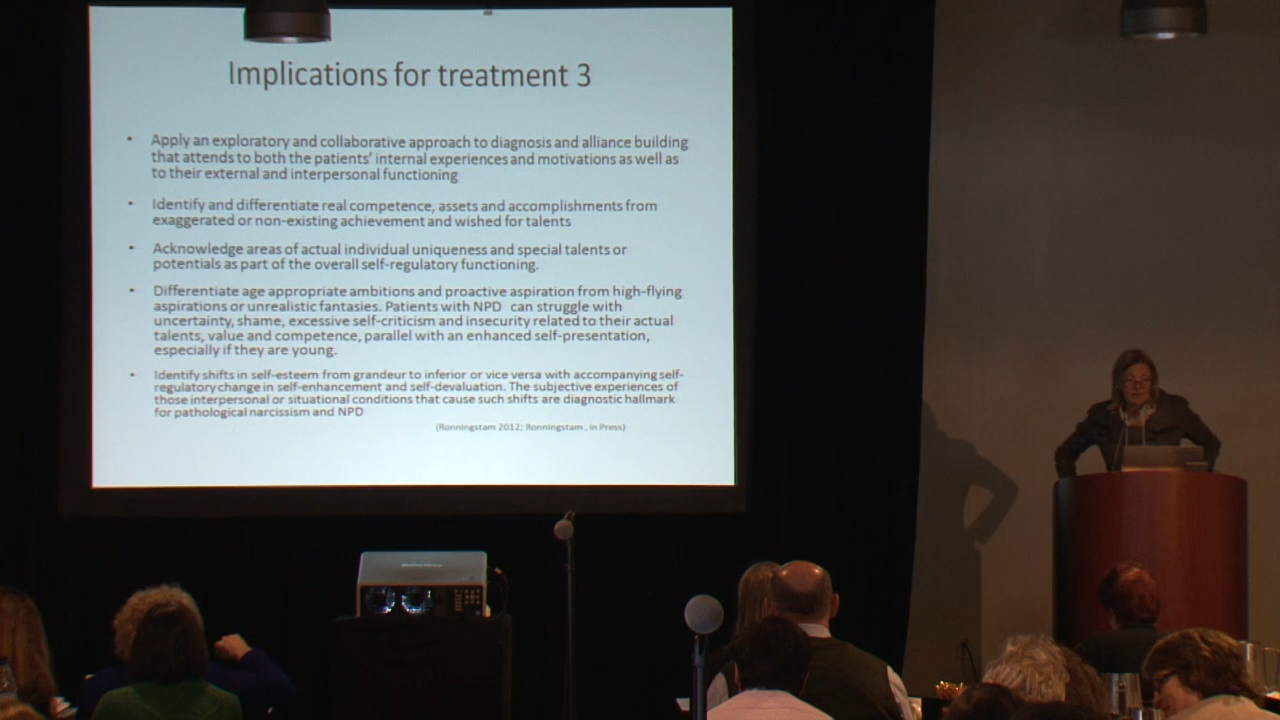 Implications for treatment 3
• Apply an exploratory and collaborative approach to diagnosis and alliance building
that attends to both the patients' internal experiences and motivations as well as
to their external and interpersonal functioning
• Identify and differentiate real competence, assets and accomplishments from
exaggerated or non-existing achievement and wished for talents
• Acknowledge areas of actual individual uniqueness and special talents or
potentials as part of the overall self-regulatory functioning.
• Differentiate age appropriate ambitions and proactive aspiration from high-flying
aspirations or unrealistic fantasies. Patients with NPD can struggle with
uncertainty, shame, excessive self-criticism and insecurity related to their actual
talents, value and competence, parallel with an enhanced self-presentation,
especially if they are young.
• Identify shifts in self-esteem from grandeur to inferior or vice versa with accompanying self-
regulatory change in self-enhancement and self-devaluation. The subjective experiences of
those interpersonal or situational conditions that cause such shifts are diagnostic hallmark
for pathological narcissism and NPD
(Ronningstam 2012; Ronningstam , in Press)